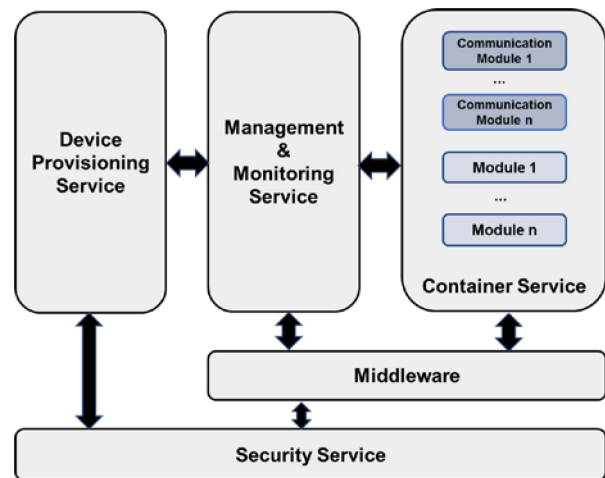 Device
Provisioning
Service
Management
&
Monitoring
Service
Communication
Module 1
...
Communication
Module n
Module 1
...
Module n
Container Service
Middleware
Security Service